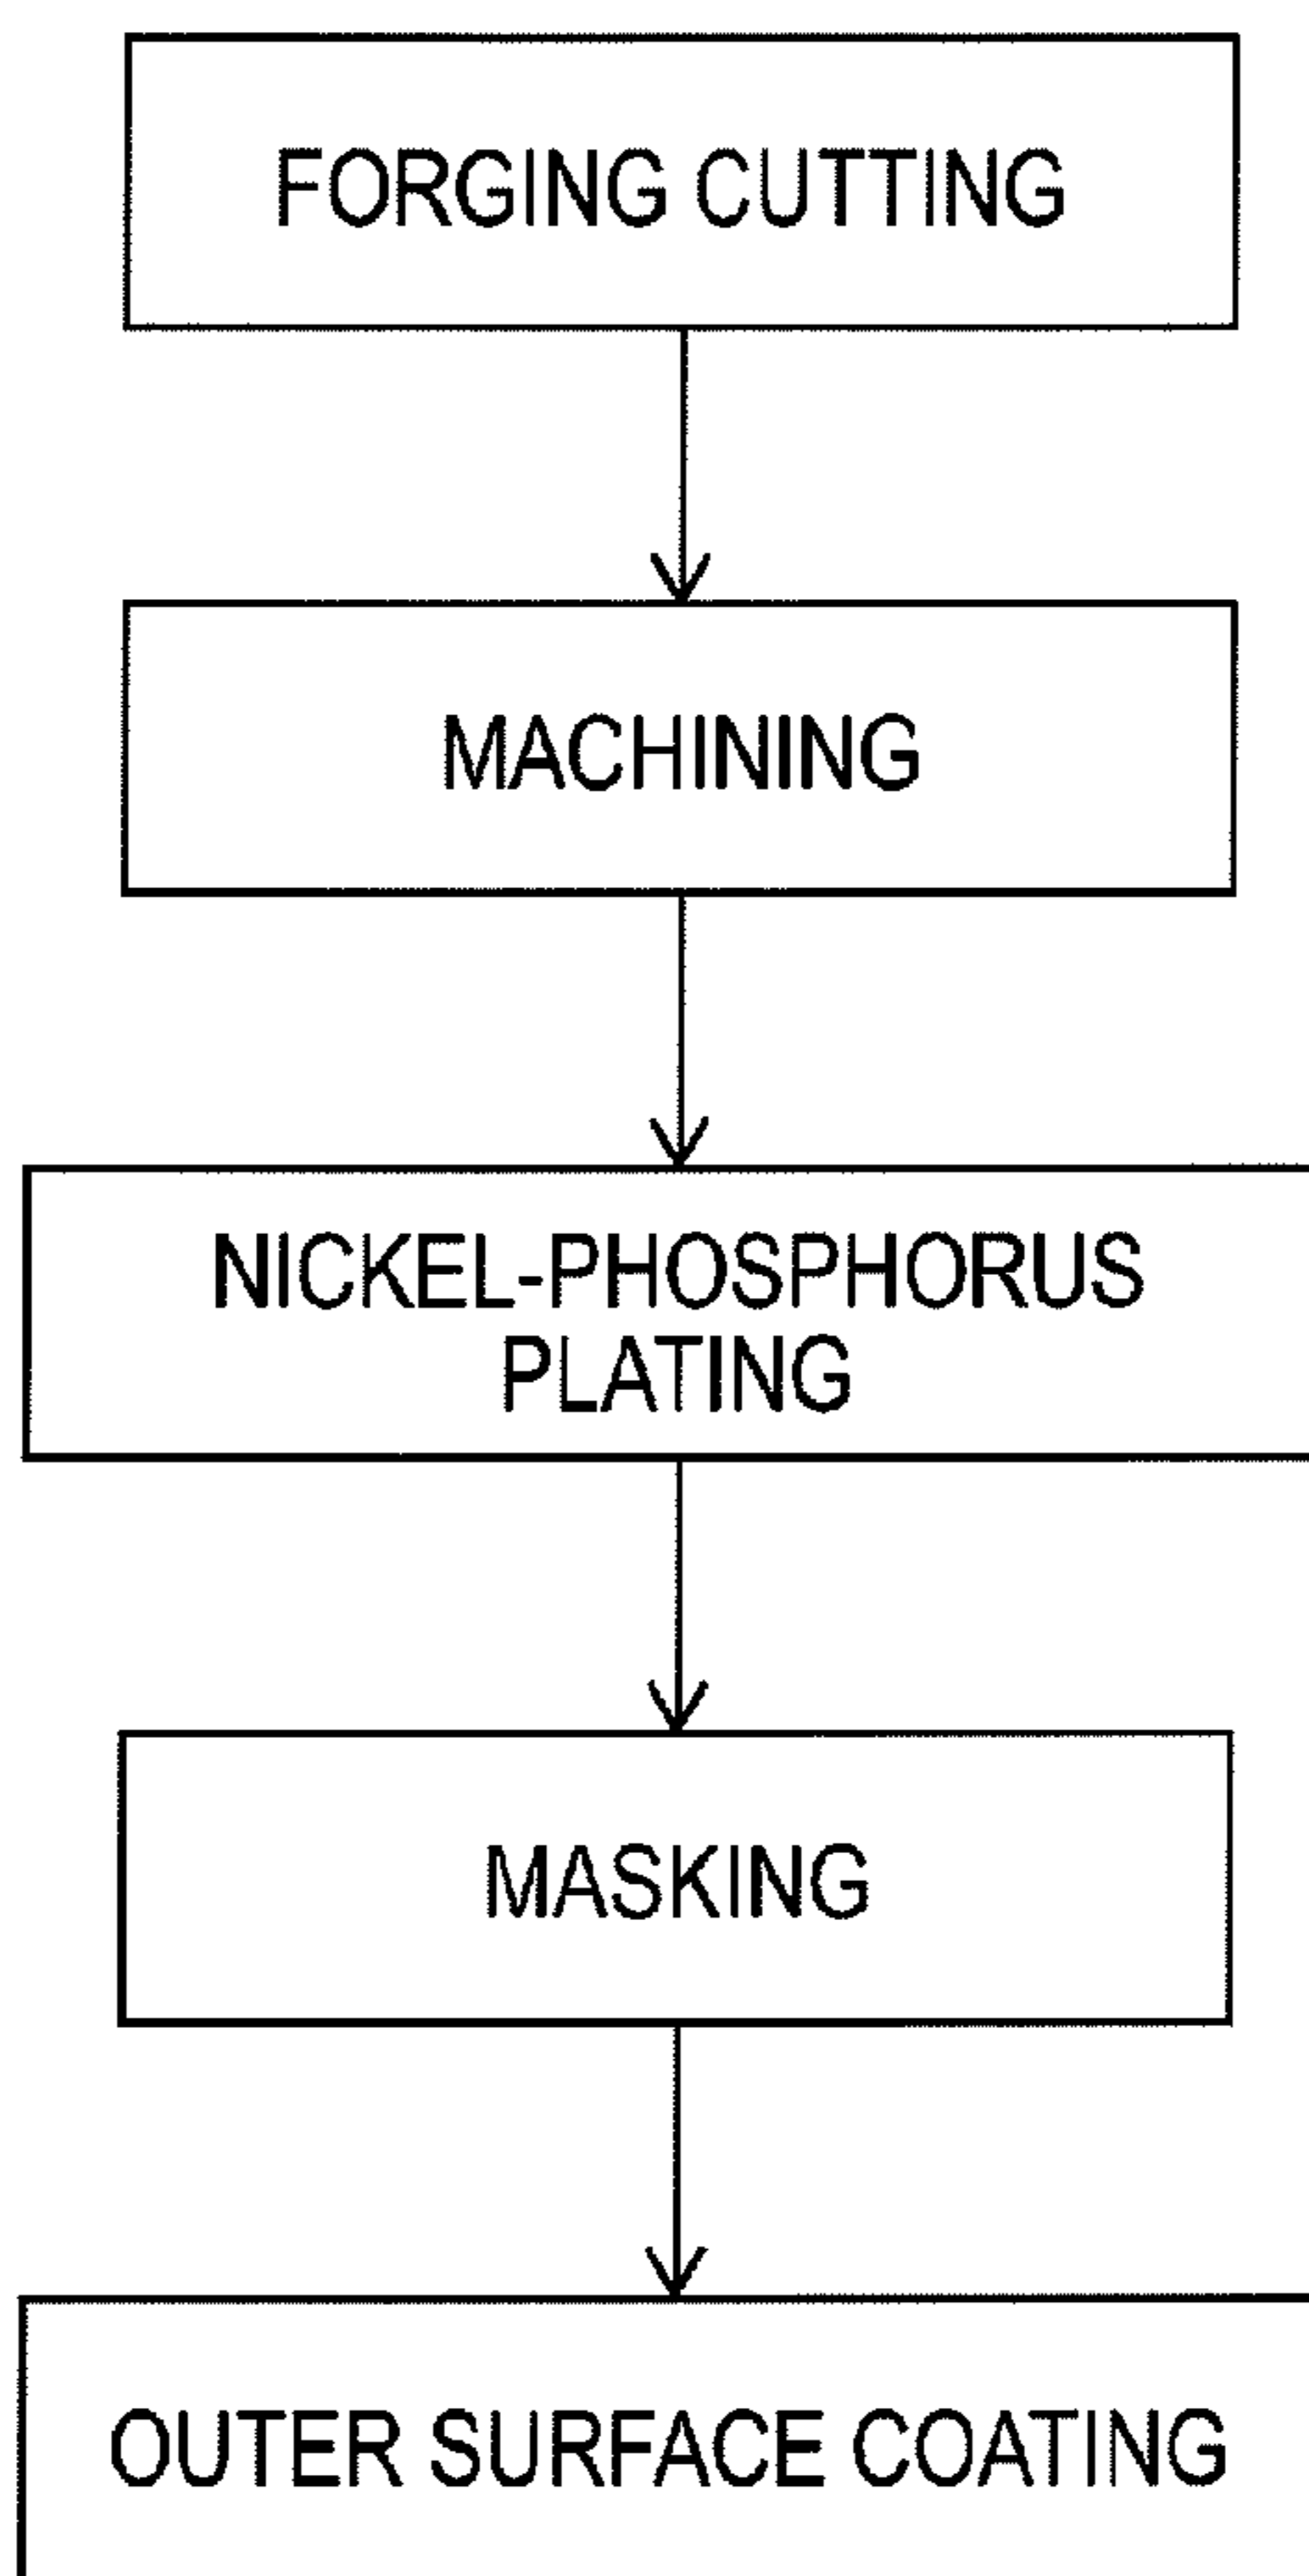 FORGING CUTTING
MACHINING
NICKEL-PHOSPHORUS
PLATING
MASKING
OUTER SURFACE COATING